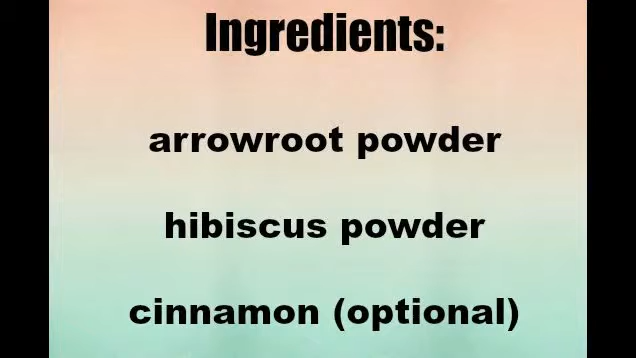 Ingredients:
arrowroot powder
hibiscus powder
cinnamon (optional)